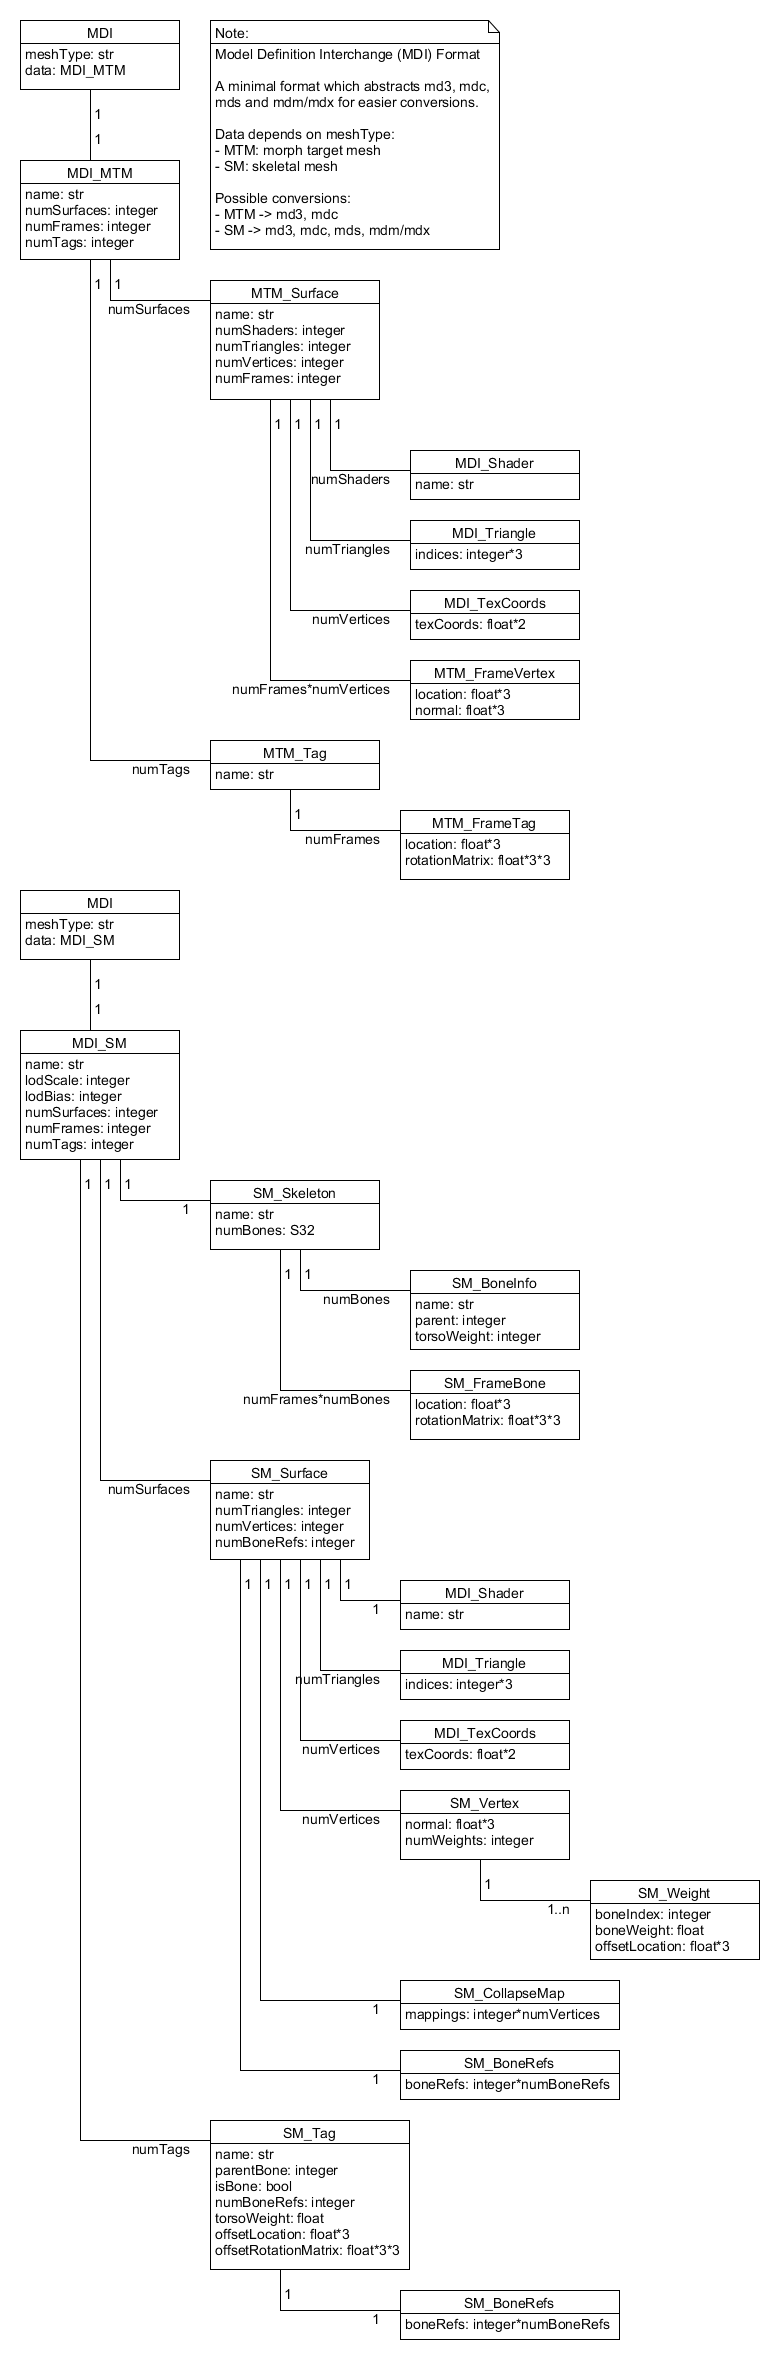 MDI
meshType: str
data: MDI_MTM
1
1
Note:
Model Definition Interchange (MDI) Format
A minimal format which abstracts md3, mdc,
mds and mdm/mdx for easier conversions.
Data depends on meshType:
- MTM: morph target mesh
- SM: skeletal mesh
Possible conversions:
- MTM -> md3, mdc
- SM -> md3, mdc, mds, mdm/mdx
MDI_MTM
name: str
numSurfaces: integer
numFrames: integer
numTags: integer
1
1
numSurfaces
MTM_Surface
name: str
numShaders: integer
numTriangles: integer
numVertices: integer
numFrames: integer
1
1
1
1
numShaders
MDI_Shader
name: str
numTriangles
MDI_Triangle
indices: integer*3
numVertices
MDI_TexCoords
texCoords: float*2
numFrames*numVertices
MTM_FrameVertex
location: float*3
normal: float*3
numTags
MTM_Tag
name: str
1
numFrames
MTM_FrameTag
location: float*3
rotationMatrix: float*3*3
MDI
meshType: str
data: MDI_SM
1
1
MDI_SM
name: str
lodScale: integer
lodBias: integer
numSurfaces: integer
numFrames: integer
numTags: integer
1
1
1
1
SM_Skeleton
name: str
numBones: S32
1
1
numBones
SM_BoneInfo
name: str
parent: integer
torsoWeight: integer
numFrames*numBones
SM_FrameBone
location: float*3
rotationMatrix: float*3*3
numSurfaces
SM_Surface
name: str
numTriangles: integer
numVertices: integer
numBoneRefs: integer
1
1
1
1
1
1
1
MDI_Shader
name: str
numTriangles
MDI_Triangle
indices: integer*3
numVertices
MDI_TexCoords
texCoords: float*2
numVertices
SM_Vertex
normal: float*3
numWeights: integer
1
1..n
SM_Weight
boneIndex: integer
boneWeight: float
offsetLocation: float*3
1
SM_CollapseMap
mappings: integer*numVertices
1
SM_BoneRefs
boneRefs: integer*numBoneRefs
numTags
SM_Tag
name: str
parentBone: integer
isBone: bool
numBoneRefs: integer
torsoWeight: float
offsetLocation: float*3
offsetRotationMatrix: float*3*3
1
1
SM_BoneRefs
boneRefs: integer*numBoneRefs